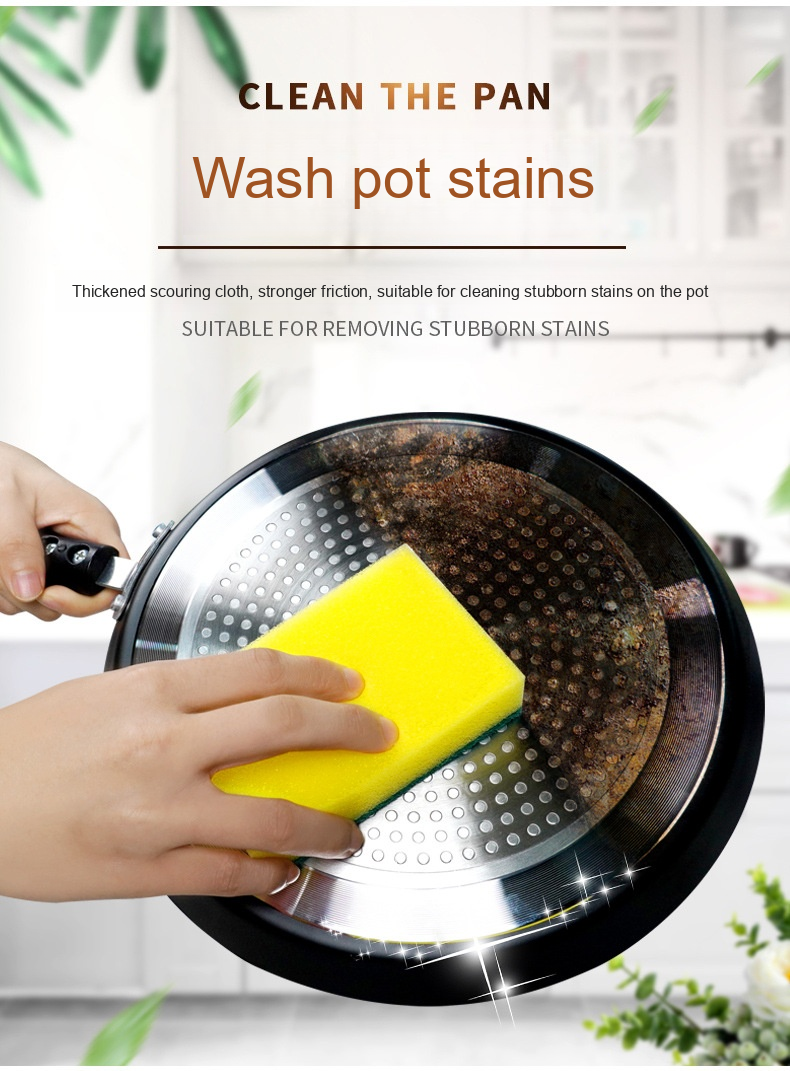 CLEAN THE PAN
Wash pot stains
Thickened scouring cloth, stronger friction, suitable for cleaning stubborn stains on the pot
SUITABLE FOR REMOVING STUBBORN STAINS